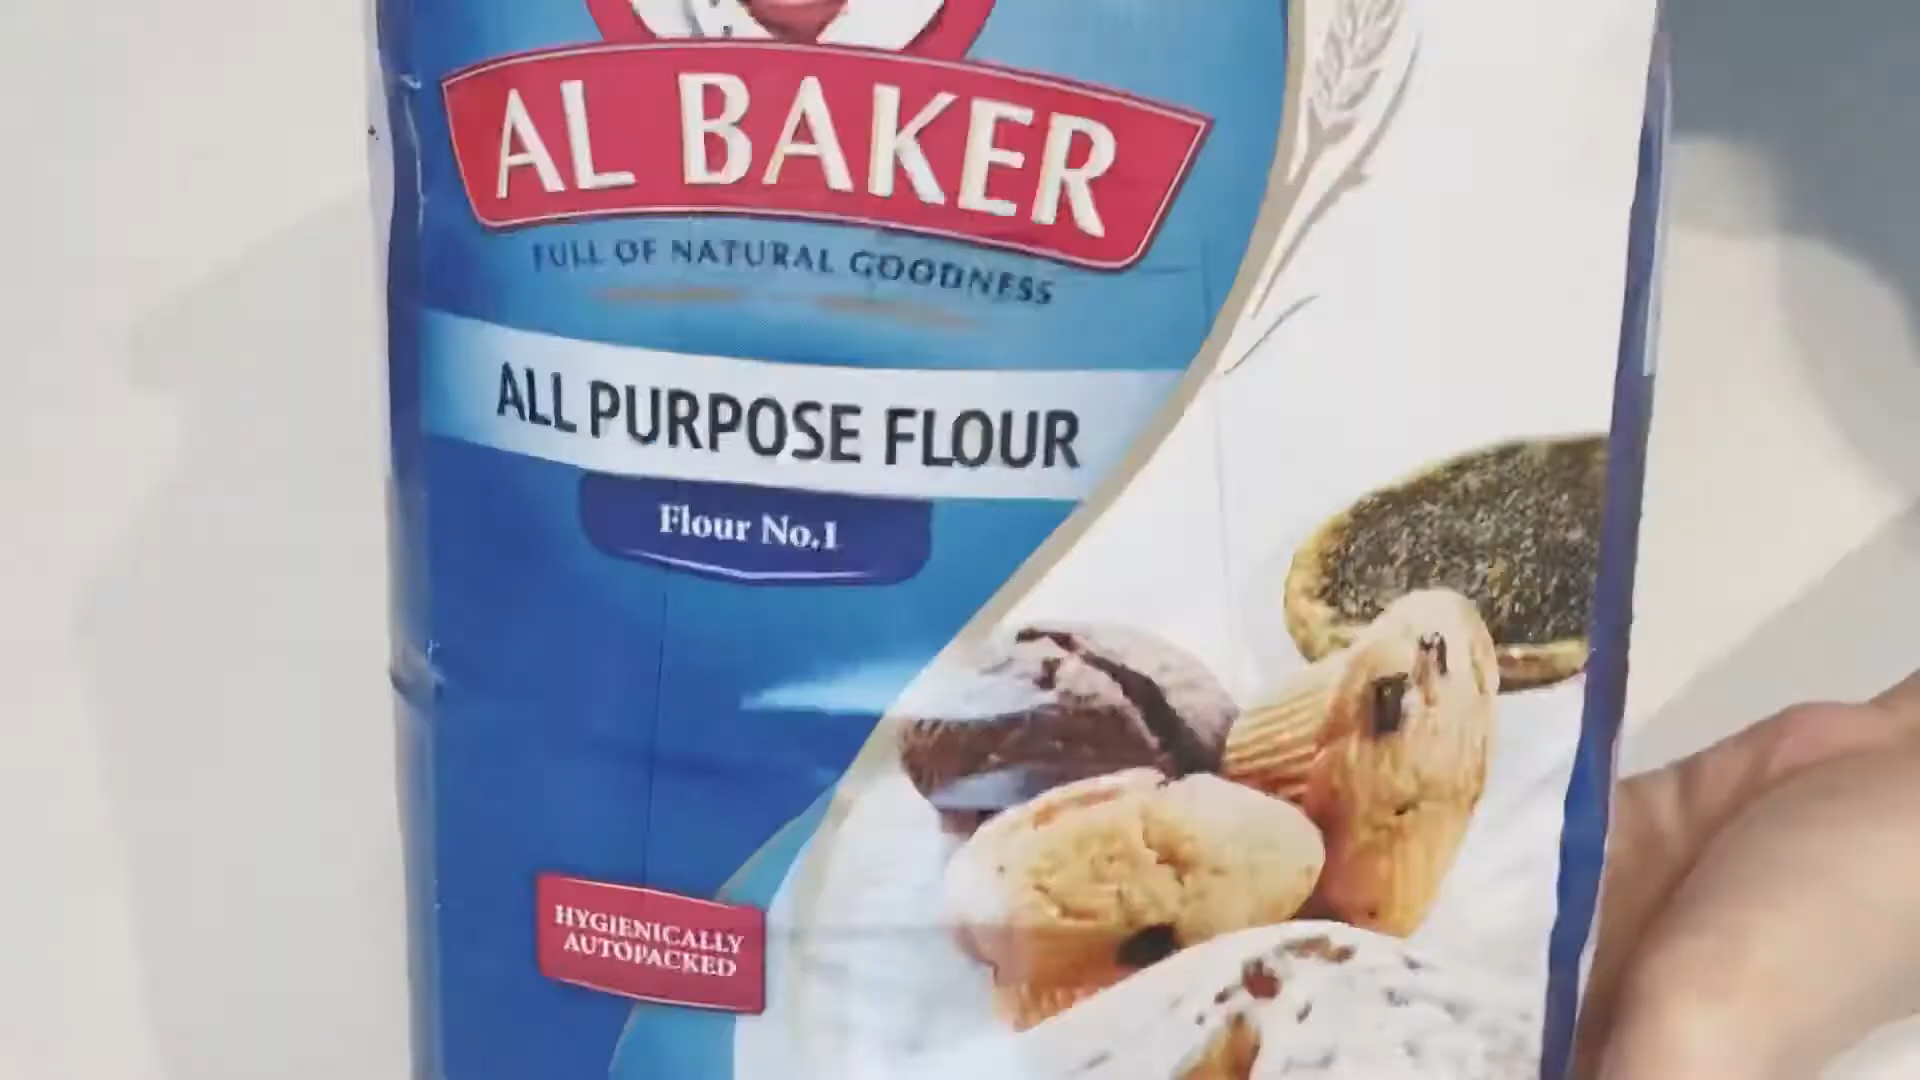 AL BAKER
FULL OF NATURAL GOODNESS
ALL PURPOSE FLOUR
Flour No.1
HYGIENICALLY
AUTOPACKED